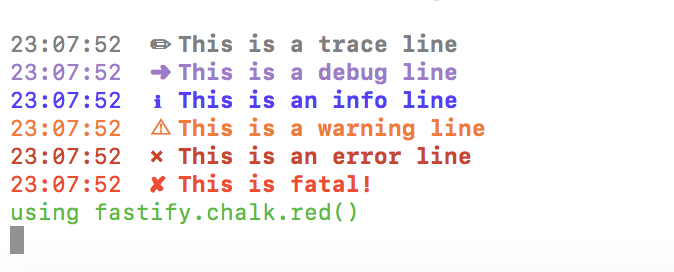 23:07:52 ✏ This is a trace line
23:07:52 ➜ This is a debug line
23:07:52 ℹ This is an info line
23:07:52 ⚠ This is a warning line
23:07:52 ✖ This is an error line
23:07:52 ✘ This is fatal!
using fastify.chalk.red()